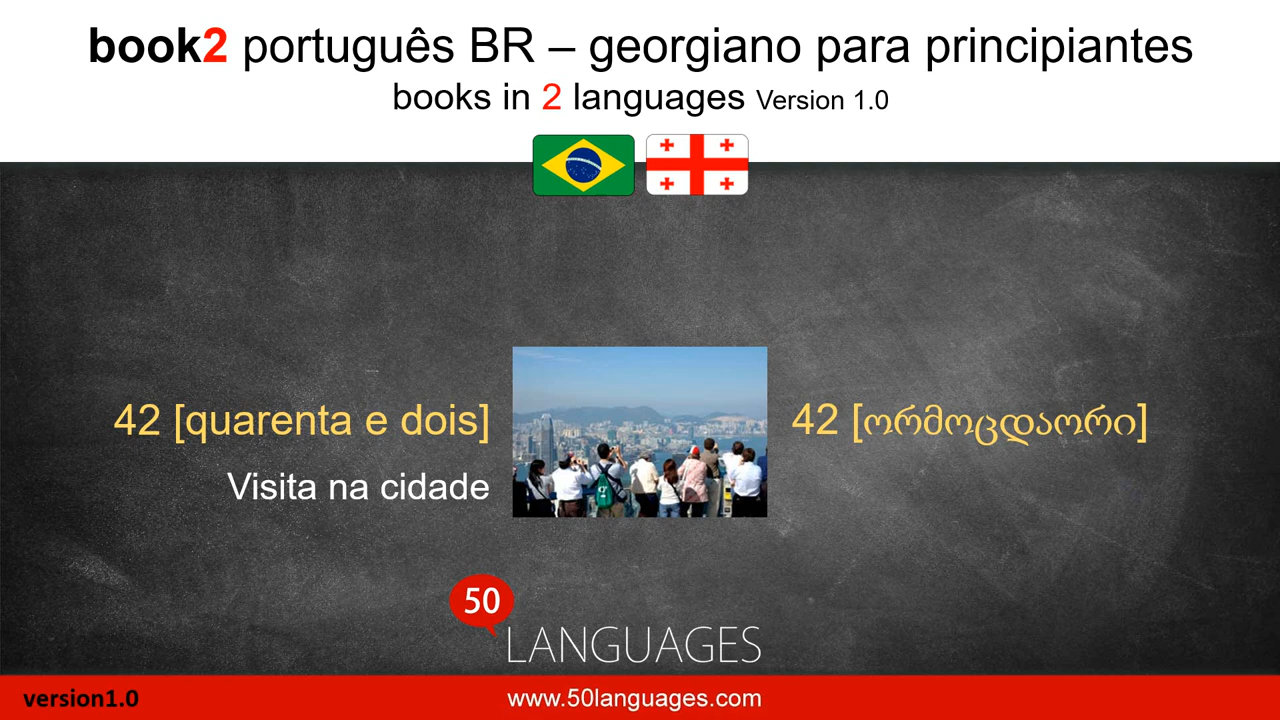 book2 português BR – georgiano para principiantes
books in 2 languages Version 1.0
42 [quarenta e dois]
Visita na cidade
42 [ორმოცდაორი]
50
LANGUAGES
version1.0
www.50languages.com